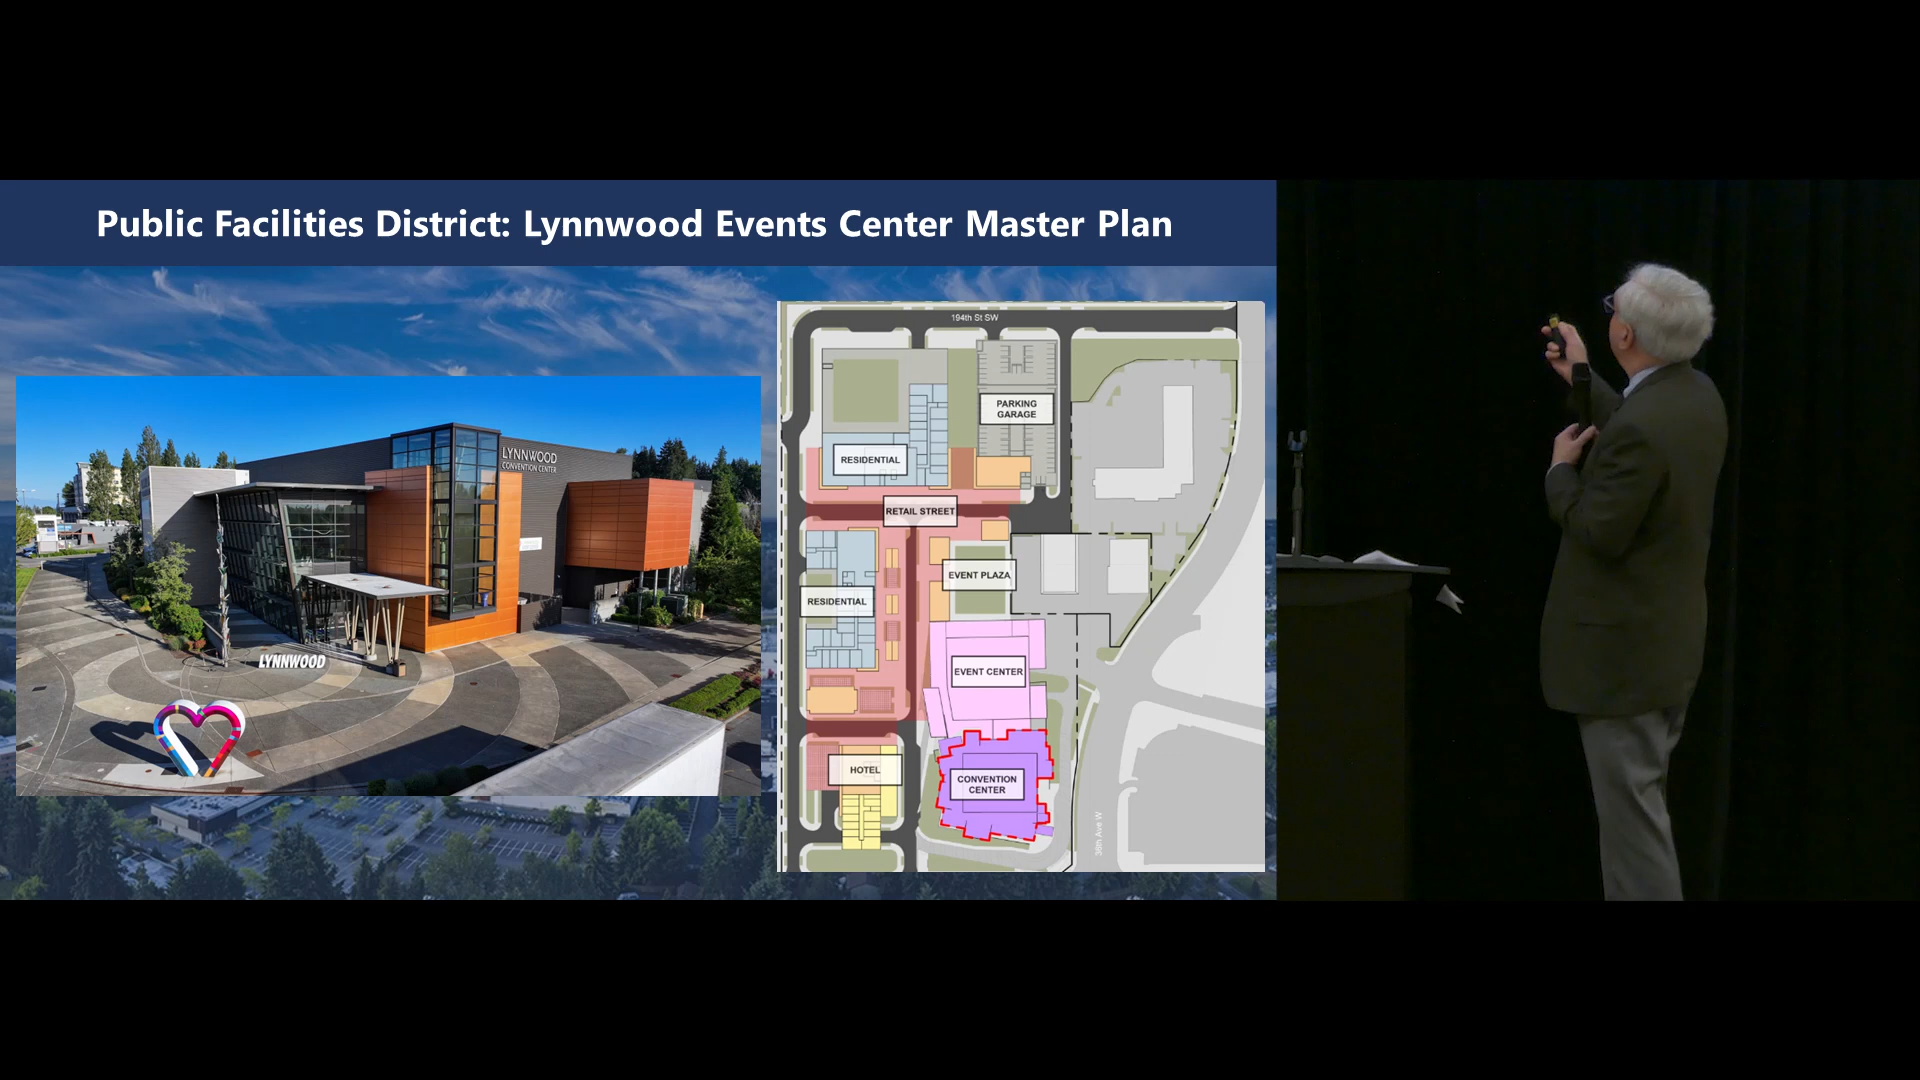 Public Facilities District: Lynnwood Events Center Master Plan
LYNNWOOD
CONVENTION CENTER
LYNNWOOD
194th St SW
PARKING
GARAGE
RESIDENTIAL
RETAIL STREET
EVENT PLAZA
RESIDENTIAL
EVENT CENTER
HOTEL
CONVENTION
CENTER
36th Ave W